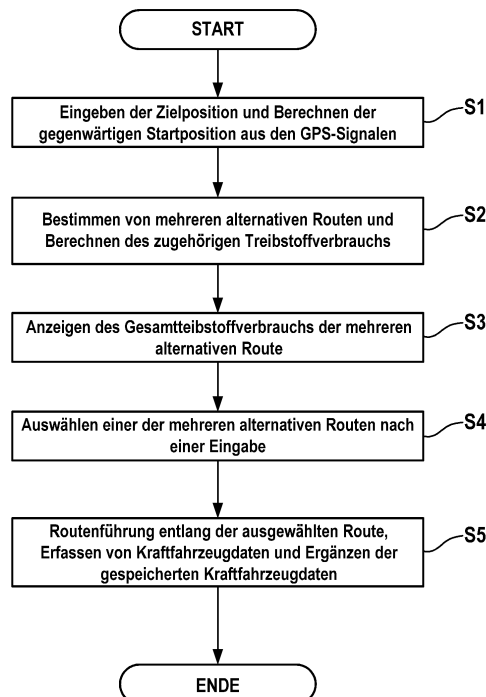 START
Eingeben der Zielposition und Berechnen der
gegenwärtigen Startposition aus den GPS-Signalen
S1
Bestimmen von mehreren alternativen Routen und
Berechnen des zugehörigen Treibstoffverbrauchs
S2
Anzeigen des Gesamtteibstoffverbrauchs der mehreren
alternativen Route
S3
Auswählen einer der mehreren alternativen Routen nach
einer Eingabe
S4
Routenführung entlang der ausgewählten Route,
Erfassen von Kraftfahrzeugdaten und Ergänzen der
gespeicherten Kraftfahrzeugdaten
S5
ENDE